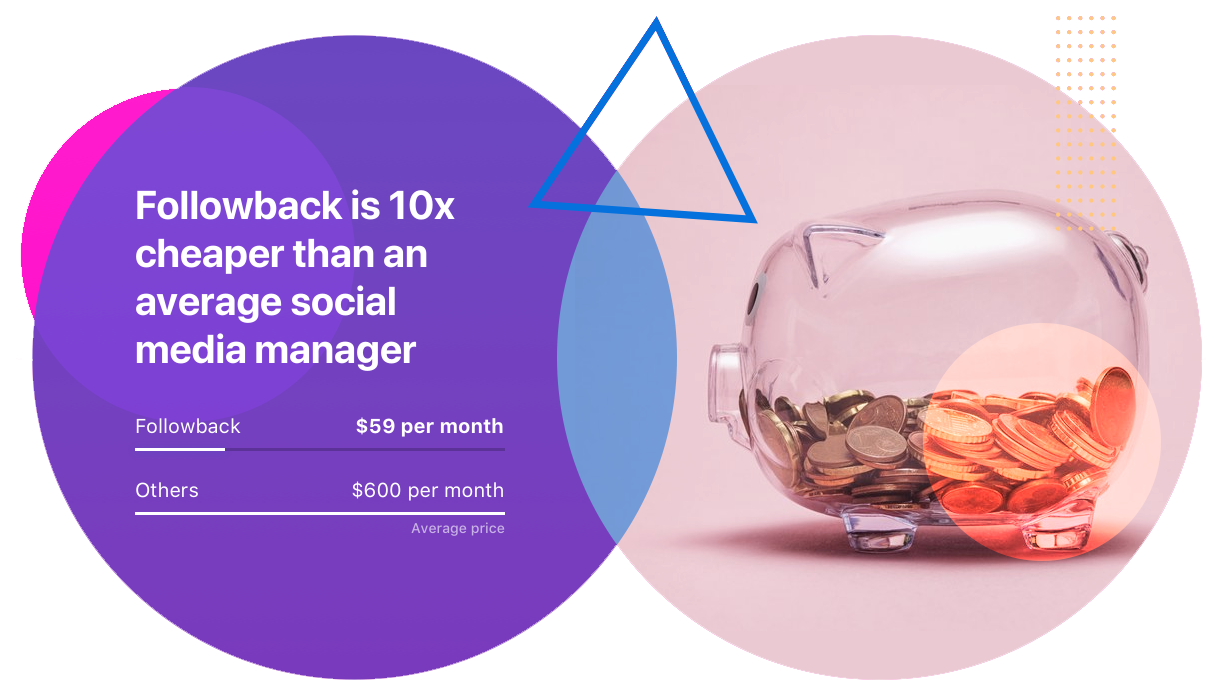 Followback is 10x
cheaper than an
average social
media manager
Followback $59 per month
Others $600 per month
Average price